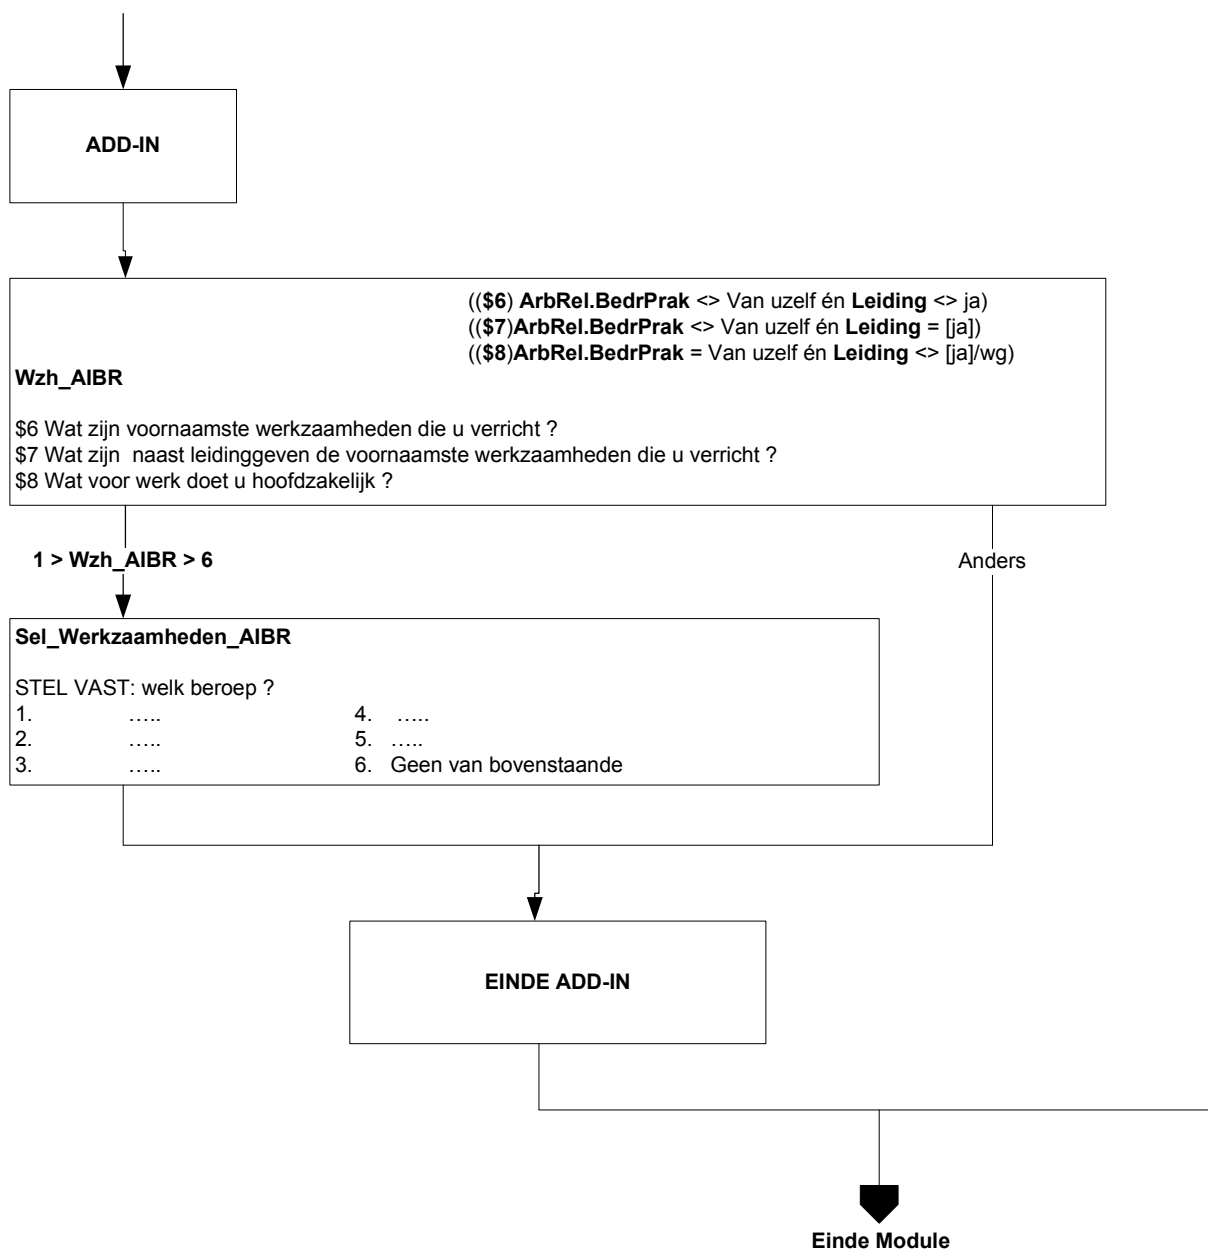 ADD-IN
(($6) ArbRel.BedrPrak <> Van uzelf én Leiding <> ja)
(($7)ArbRel.BedrPrak <> Van uzelf én Leiding = [ja])
(($8)ArbRel.BedrPrak = Van uzelf én Leiding <> [ja]/wg)
Wzh_AIBR
$6 Wat zijn voornaamste werkzaamheden die u verricht ?
$7 Wat zijn  naast leidinggeven de voornaamste werkzaamheden die u verricht ?
$8 Wat voor werk doet u hoofdzakelijk ?
1 > Wzh_AIBR > 6
Anders
Sel_Werkzaamheden_AIBR
STEL VAST: welk beroep ?
1. ….. 4. …..
2. ….. 5. …..
3. ….. 6. Geen van bovenstaande
EINDE ADD-IN
Einde Module